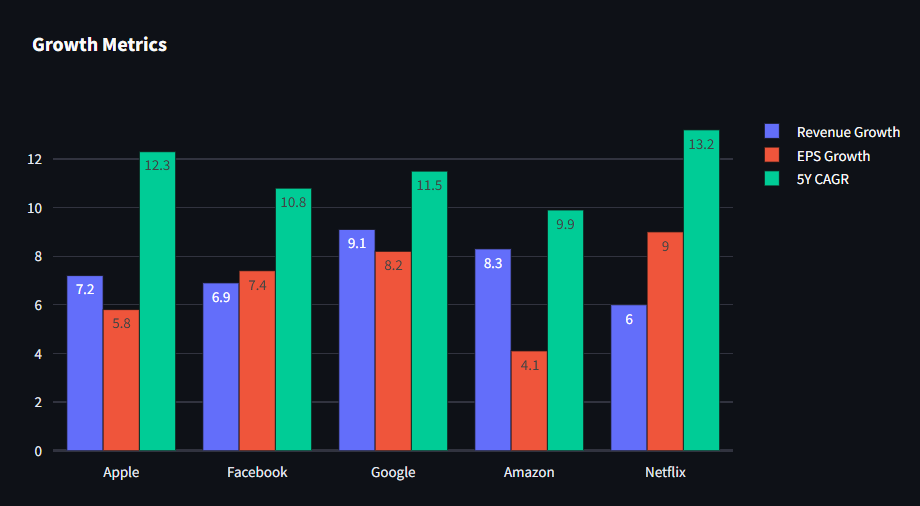 Growth Metrics
Revenue Growth
EPS Growth
5Y CAGR
12
10
8
6
4
2
0
7.2
5.8
12.3
6.9
7.4
10.8
9.1
8.2
11.5
8.3
4.1
9.9
6
9
13.2
Apple
Facebook
Google
Amazon
Netflix